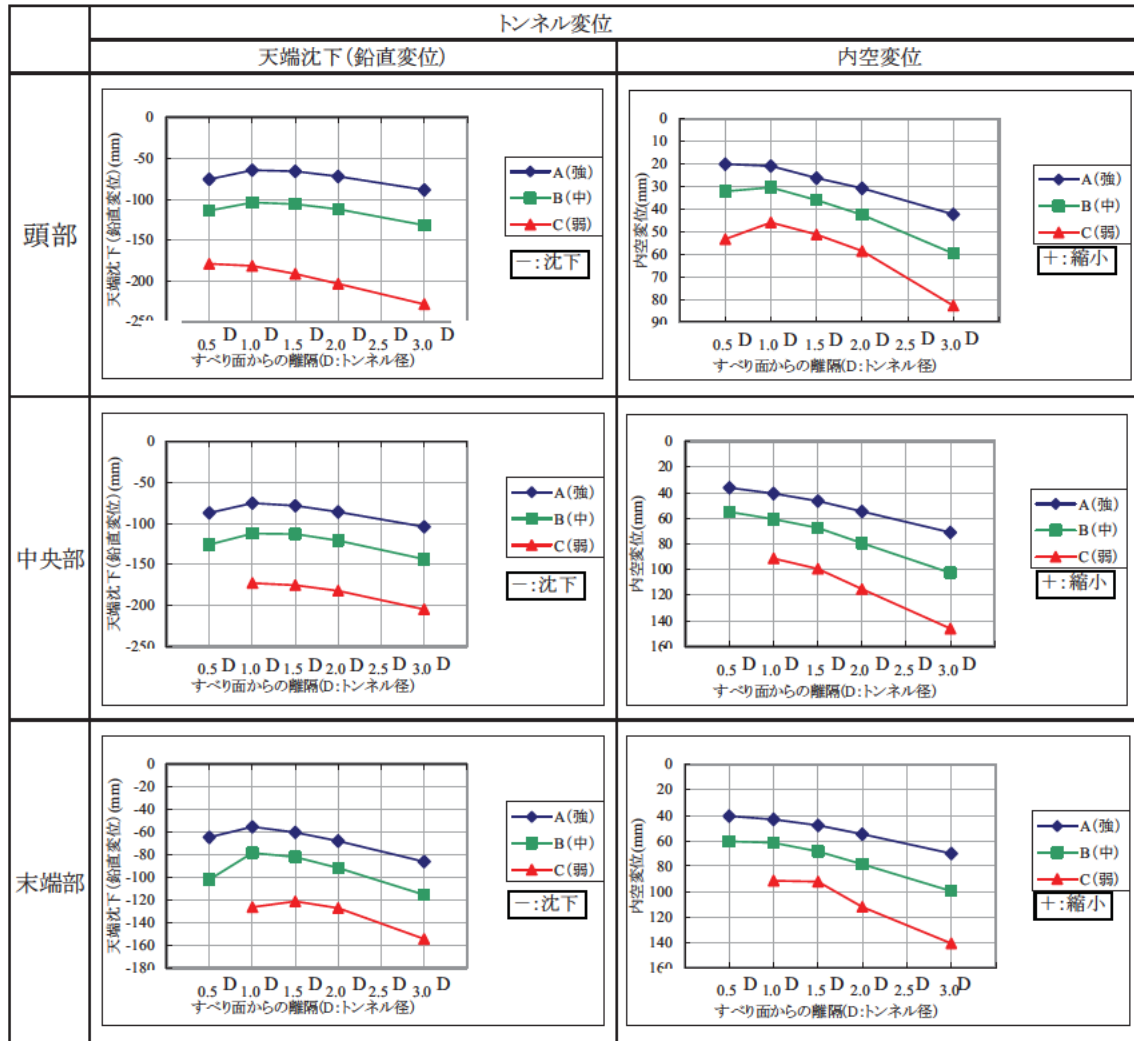 トンネル変位
天端沈下(鉛直変位)
内空変位
頭部
天端沈下(鉛直変位)(mm)
0
-50
-100
-150
-200
-250
0.5 D 1.0 D 1.5 D 2.0 D 2.5 D 3.0 D
すべり面からの離隔(D:トンネル径)
A(強)
B(中)
C(弱)
－:沈下
内空変位(mm)
0
10
20
30
40
50
60
70
80
90
0.5 D 1.0 D 1.5 D 2.0 D 2.5 D 3.0 D
すべり面からの離隔(D:トンネル径)
A(強)
B(中)
C(弱)
＋:縮小
中央部
天端沈下(鉛直変位)(mm)
0
-50
-100
-150
-200
-250
0.5 D 1.0 D 1.5 D 2.0 D 2.5 D 3.0 D
すべり面からの離隔(D:トンネル径)
A(強)
B(中)
C(弱)
－:沈下
内空変位(mm)
0
20
40
60
80
100
120
140
160
0.5 D 1.0 D 1.5 D 2.0 D 2.5 D 3.0 D
すべり面からの離隔(D:トンネル径)
A(強)
B(中)
C(弱)
＋:縮小
末端部
天端沈下(鉛直変位)(mm)
0
-20
-40
-60
-80
-100
-120
-140
-160
-180
0.5 D 1.0 D 1.5 D 2.0 D 2.5 D 3.0 D
すべり面からの離隔(D:トンネル径)
A(強)
B(中)
C(弱)
－:沈下
内空変位(mm)
0
20
40
60
80
100
120
140
160
0.5 D 1.0 D 1.5 D 2.0 D 2.5 D 3.0D
すべり面からの離隔(D:トンネル径)
A(強)
B(中)
C(弱)
＋:縮小